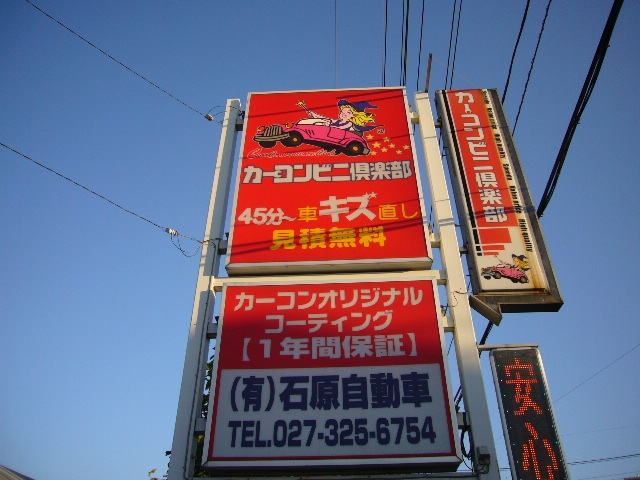 カーコンビニ倶楽部
45分～車キズ直し
見積無料
カーコンオリジナル
コーティング
【1年間保証】
(有)石原自動車
TEL.027-325-6754
カーコンビニ倶楽部
安心